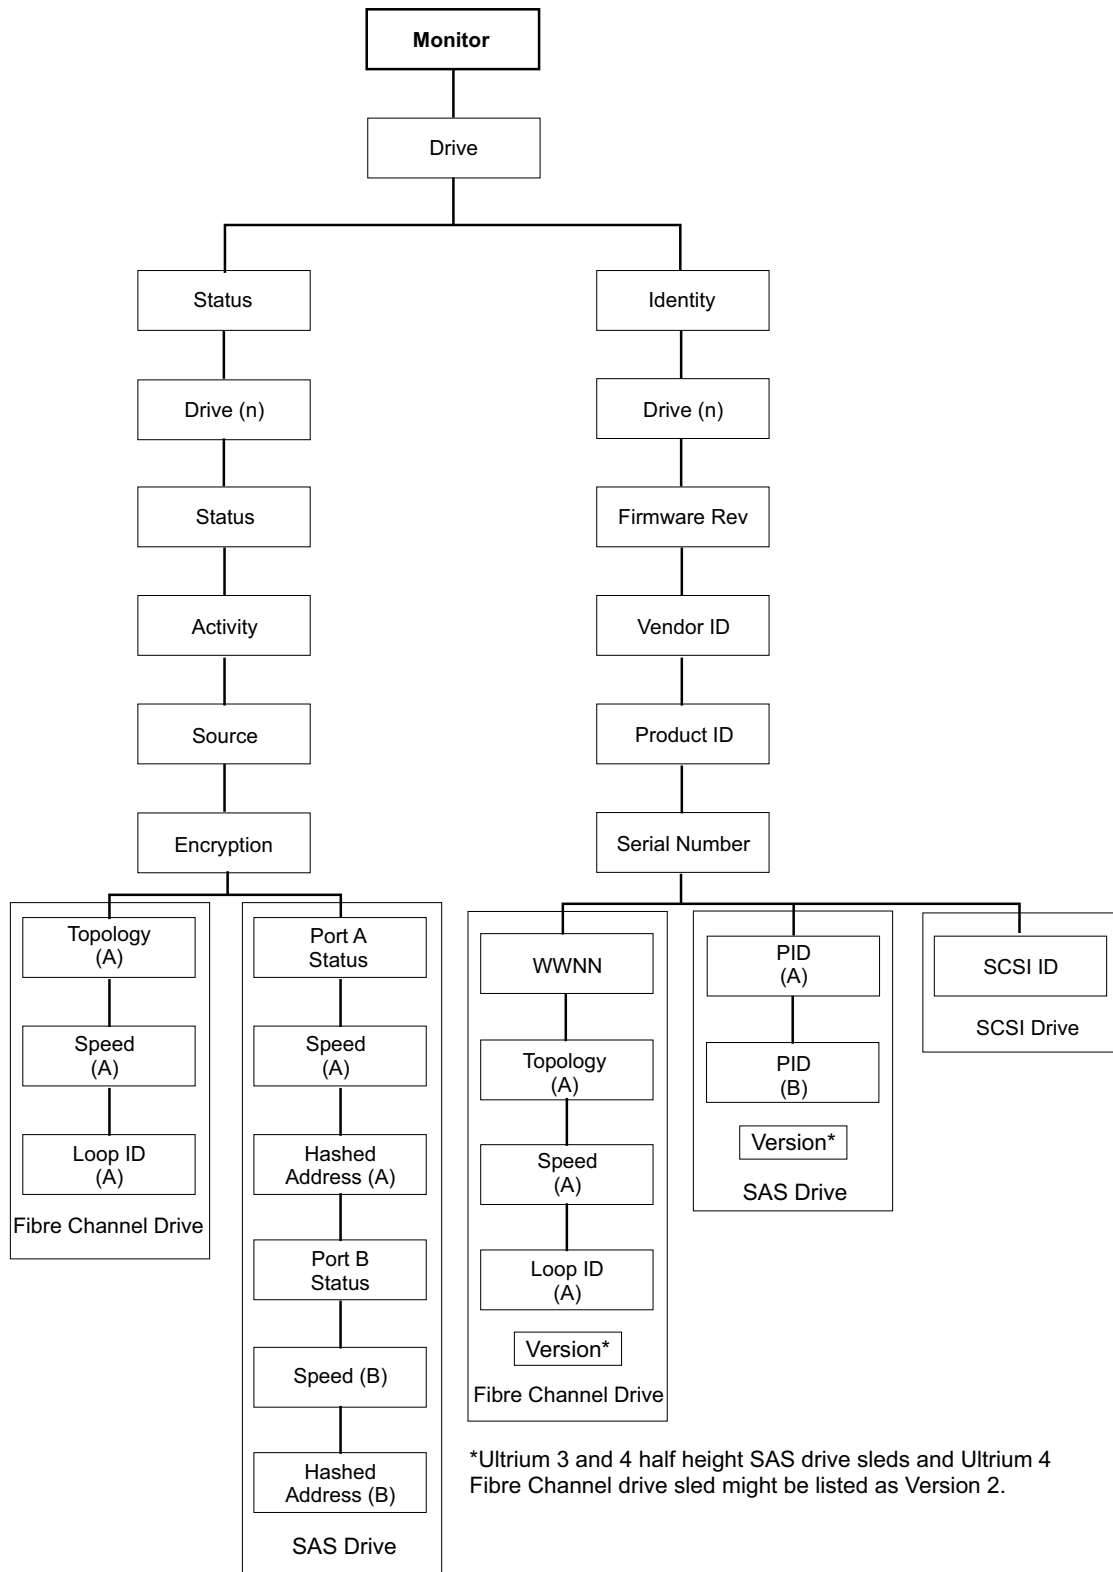 Monitor
Drive
Status
Identity
Drive (n)
Drive (n)
Status
Firmware Rev
Activity
Vendor ID
Source
Product ID
Encryption
Serial Number
Topology
(A)
Speed
(A)
Loop ID
(A)
Fibre Channel Drive
Port A
Status
Speed
(A)
Hashed
Address (A)
Port B
Status
Speed (B)
Hashed
Address (B)
SAS Drive
WWNN
Topology
(A)
Speed
(A)
Loop ID
(A)
Version*
Fibre Channel Drive
PID
(A)
PID
(B)
Version*
SAS Drive
SCSI ID
SCSI Drive
*Ultrium 3 and 4 half height SAS drive sleds and Ultrium 4
Fibre Channel drive sled might be listed as Version 2.